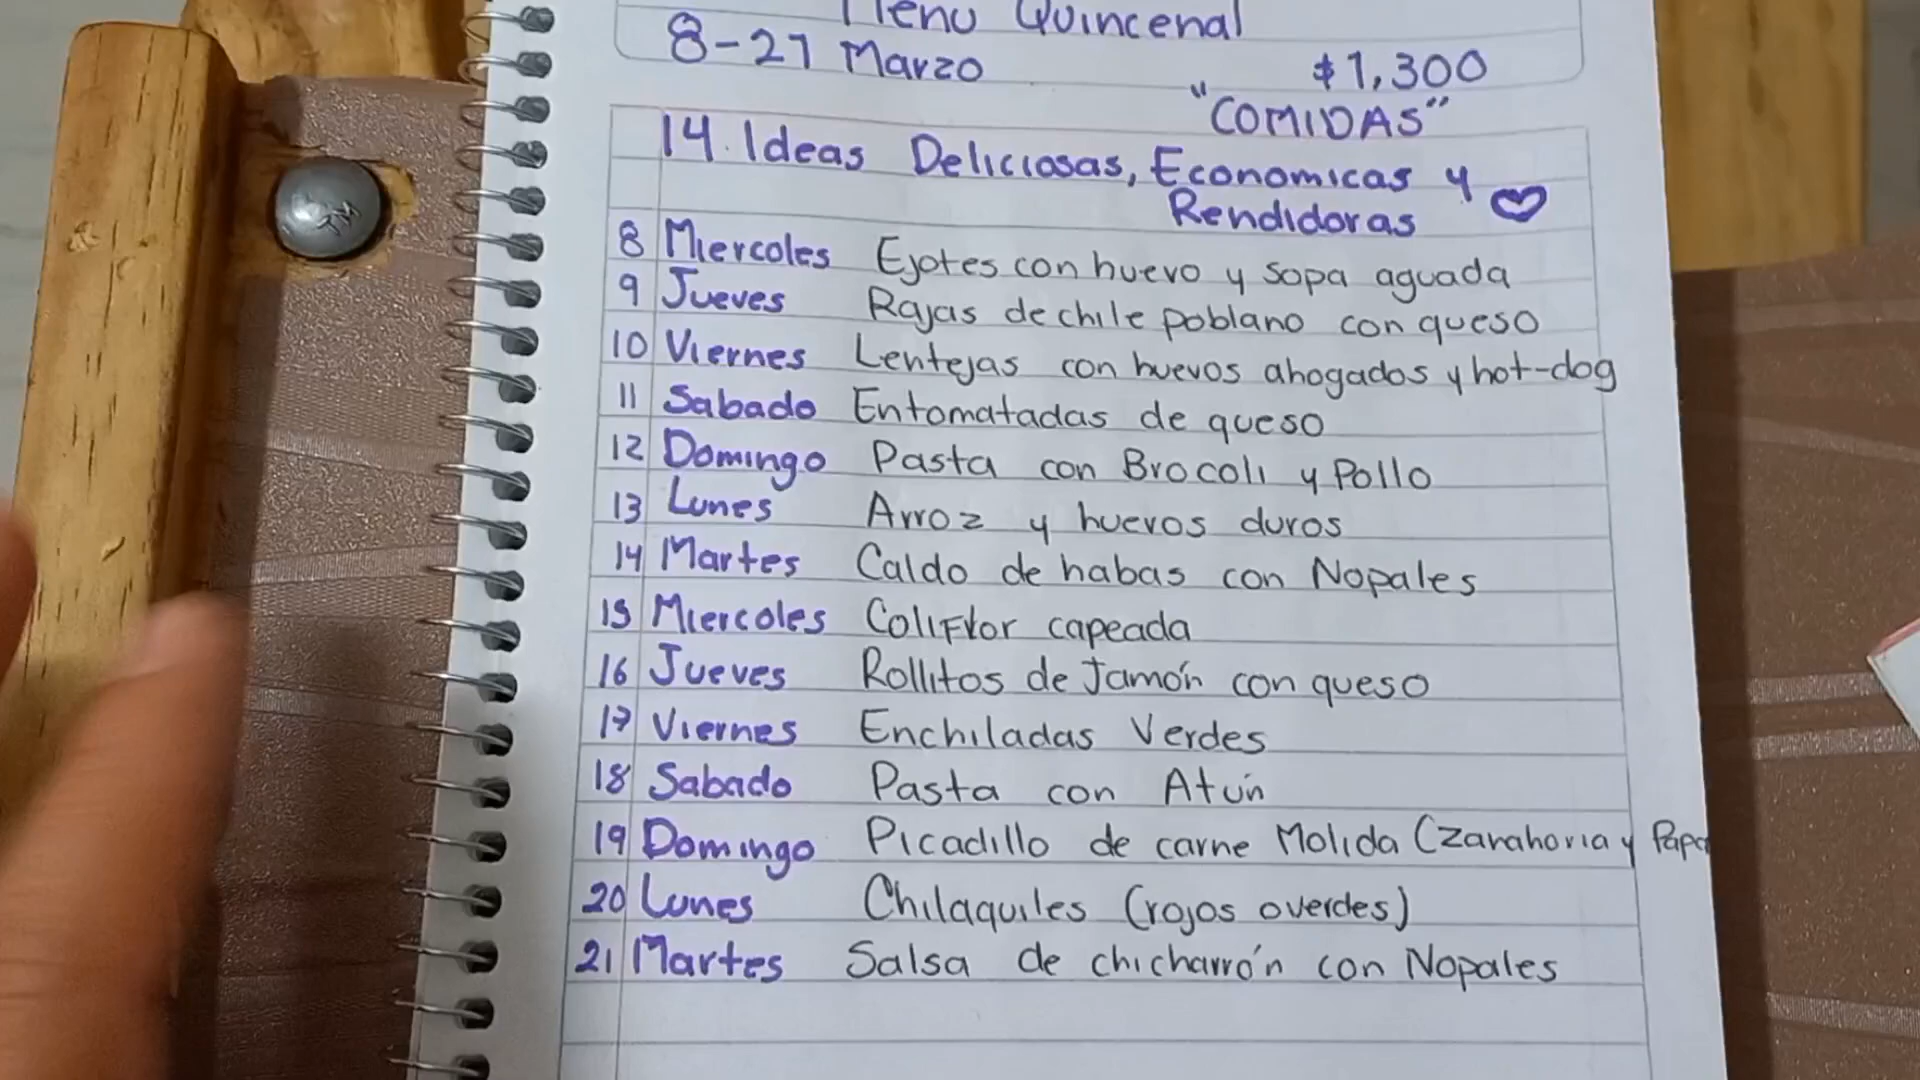 Menu Quincenal
8-21 Marzo $1,300
"COMIDAS"
14. Ideas Deliciosas, Economicas y
Rendidoras
8 Miercoles Ejotes con huevo y sopa aguada
9 Jueves Rajas de chile poblano con queso
10 Viernes Lentejas con huevos ahogados y hot-dog
11 Sabado Entomatadas de queso
12 Domingo Pasta con Brocoli y Pollo
13 Lunes Arroz y huevos duros
14 Martes Caldo de habas con Nopales
15 Miercoles Coliflor capeada
16 Jueves Rollitos de Jamón con queso
17 Viernes Enchiladas Verdes
18 Sabado Pasta con Atún
19 Domingo Picadillo de carne Molida (Zanahoria y Papa
20 Lunes Chilaquiles (rojos o verdes)
21 Martes Salsa de chicharrón con Nopales